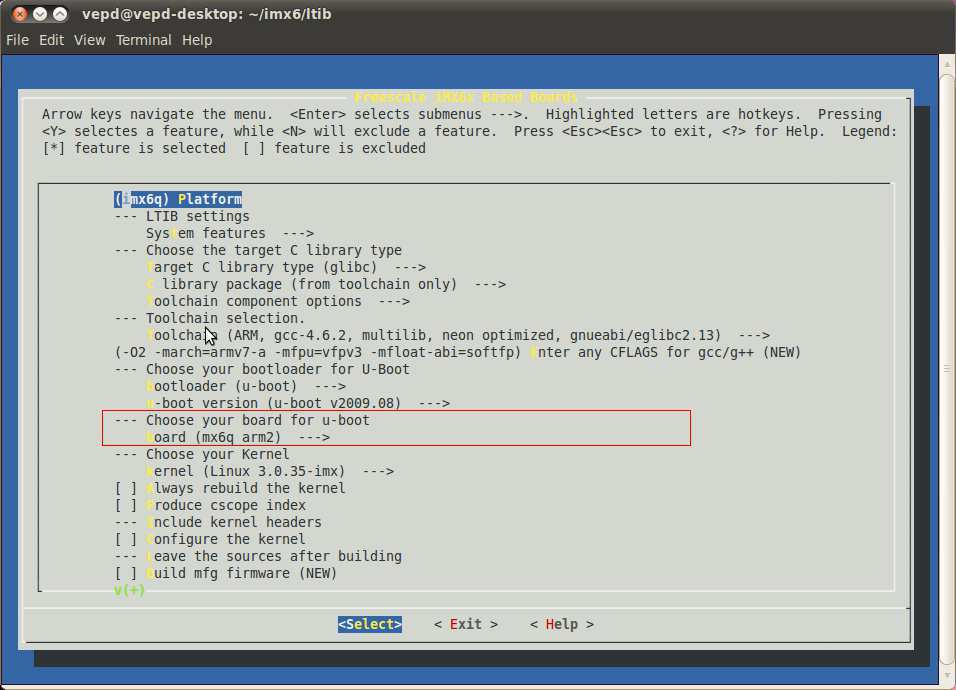 vepd@vepd-desktop: ~/imx6/ltib
File Edit View Terminal Help
Freescale iMX6x Based Boards
Arrow keys navigate the menu. <Enter> selects submenus --->. Highlighted letters are hotkeys. Pressing
<Y> selectes a feature, while <N> will exclude a feature. Press <Esc><Esc> to exit, <?> for Help. Legend:
[*] feature is selected [ ] feature is excluded
(imx6q) Platform
--- LTIB settings
System features --->
--- Choose the target C library type
Target C library type (glibc) --->
C library package (from toolchain only) --->
Toolchain component options --->
--- Toolchain selection.
Toolchain (ARM, gcc-4.6.2, multilib, neon optimized, gnueabi/eglibc2.13) --->
(-O2 -march=armv7-a -mfpu=vfpv3 -mfloat-abi=softfp) Enter any CFLAGS for gcc/g++ (NEW)
--- Choose your bootloader for U-Boot
bootloader (u-boot) --->
u-boot version (u-boot v2009.08) --->
--- Choose your board for u-boot
board (mx6q_arm2) --->
--- Choose your Kernel
kernel (Linux 3.0.35-imx) --->
[ ] Always rebuild the kernel
[ ] Produce cscope index
--- Include kernel headers
[ ] Configure the kernel
--- Leave the sources after building
[ ] Build mfg firmware (NEW)
v(+)
<Select> < Exit > < Help >